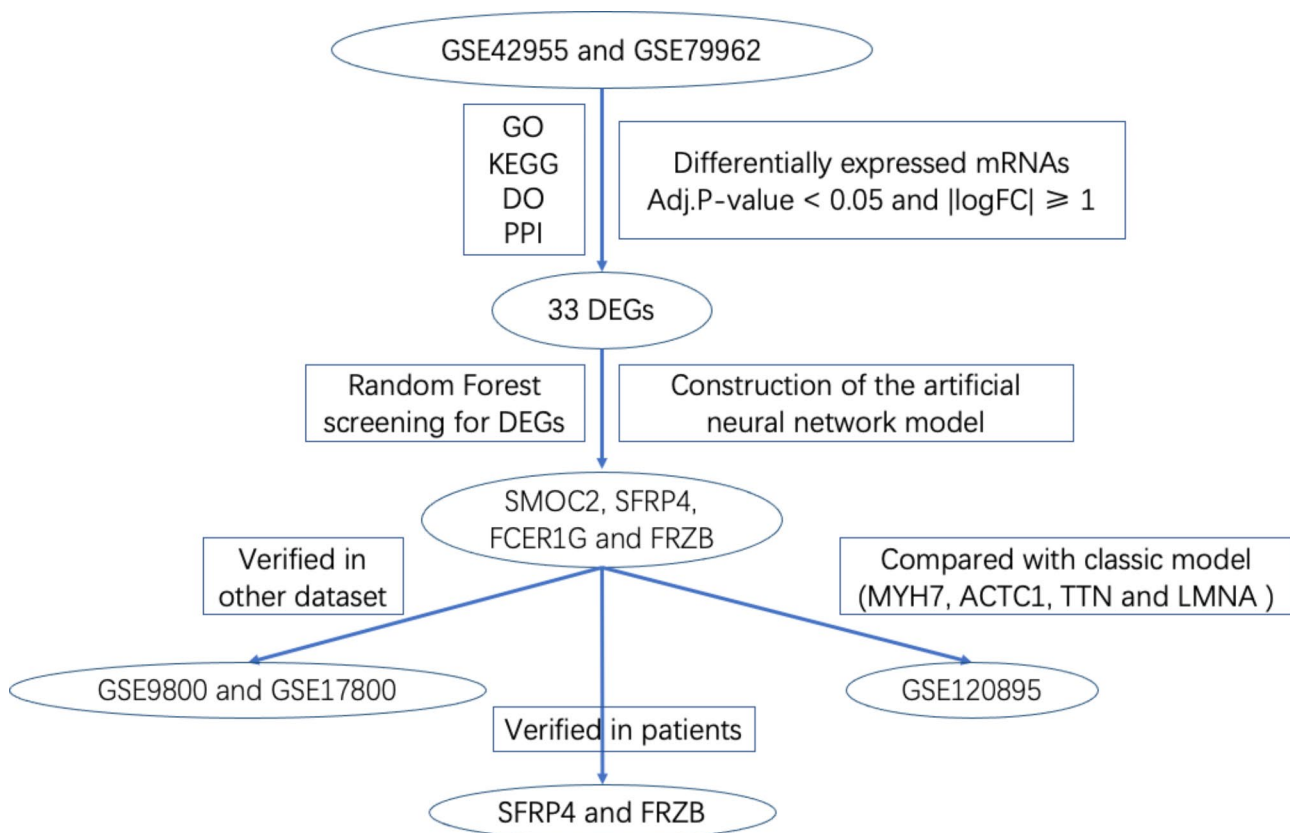 GSE42955 and GSE79962
GO
KEGG
DO
PPI
Differentially expressed mRNAs
Adj.P-value < 0.05 and |logFC| ⩾ 1
33 DEGs
Random Forest
screening for DEGs
Construction of the artificial
neural network model
SMOC2, SFRP4,
FCER1G and FRZB
Verified in
other dataset
Compared with classic model
(MYH7, ACTC1, TTN and LMNA )
GSE9800 and GSE17800
GSE120895
Verified in patients
SFRP4 and FRZB